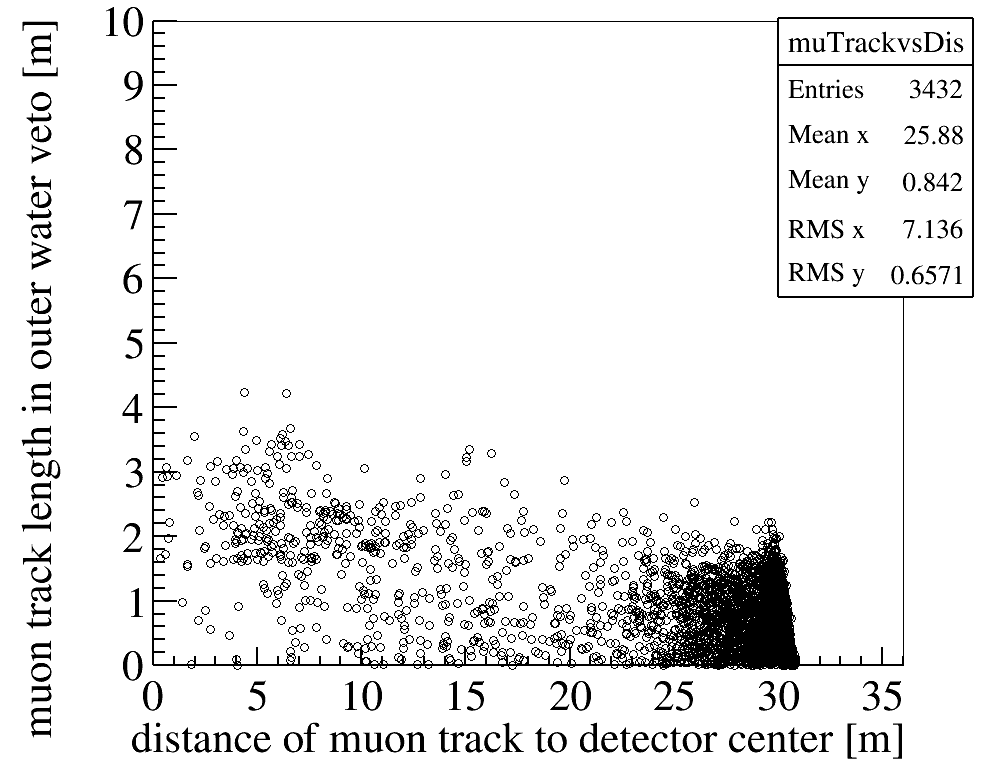 muon track length in outer water veto [m]
10
9
8
7
6
5
4
3
2
1
0
muTrackvsDis
Entries 3432
Mean x 25.88
Mean y 0.842
RMS x 7.136
RMS y 0.6571
0 5 10 15 20 25 30 35
distance of muon track to detector center [m]